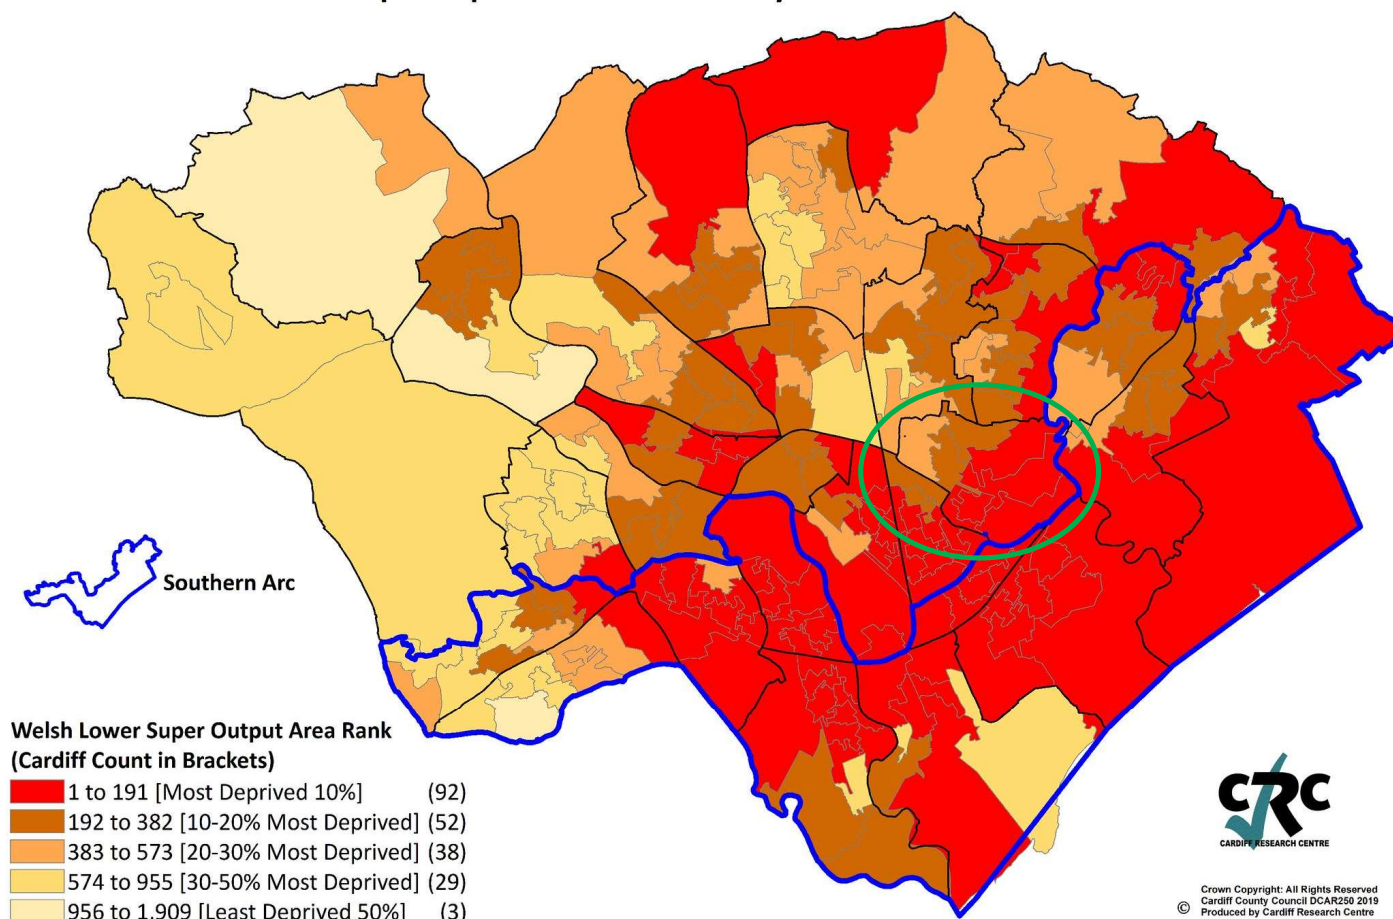 Southern Arc
Welsh Lower Super Output Area Rank
(Cardiff Count in Brackets)
1 to 191 [Most Deprived 10%] (92)
192 to 382 [10-20% Most Deprived] (52)
383 to 573 [20-30% Most Deprived] (38)
574 to 955 [30-50% Most Deprived] (29)
956 to 1,909 [Least Deprived 50%] (3)
CRC
CARDIFF RESEARCH CENTRE
Crown Copyright: All Rights Reserved
Cardiff County Council DCAR250 2019
© Produced by Cardiff Research Centre